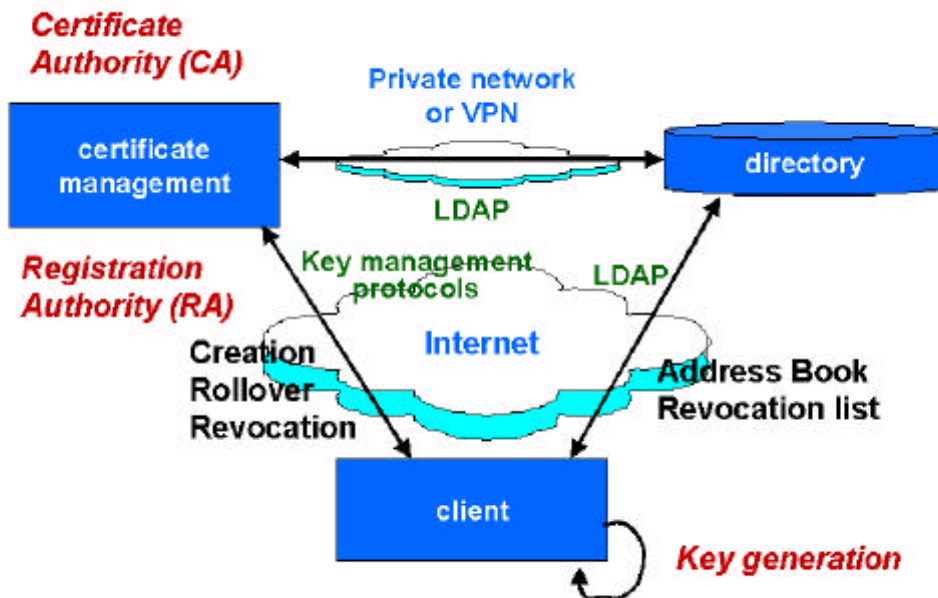 Certificate
Authority (CA)
Private network
or VPN
certificate
management
directory
LDAP
Registration
Authority (RA)
Key management
protocols
LDAP
Internet
Creation
Rollover
Revocation
Address Book
Revocation list
client
Key generation